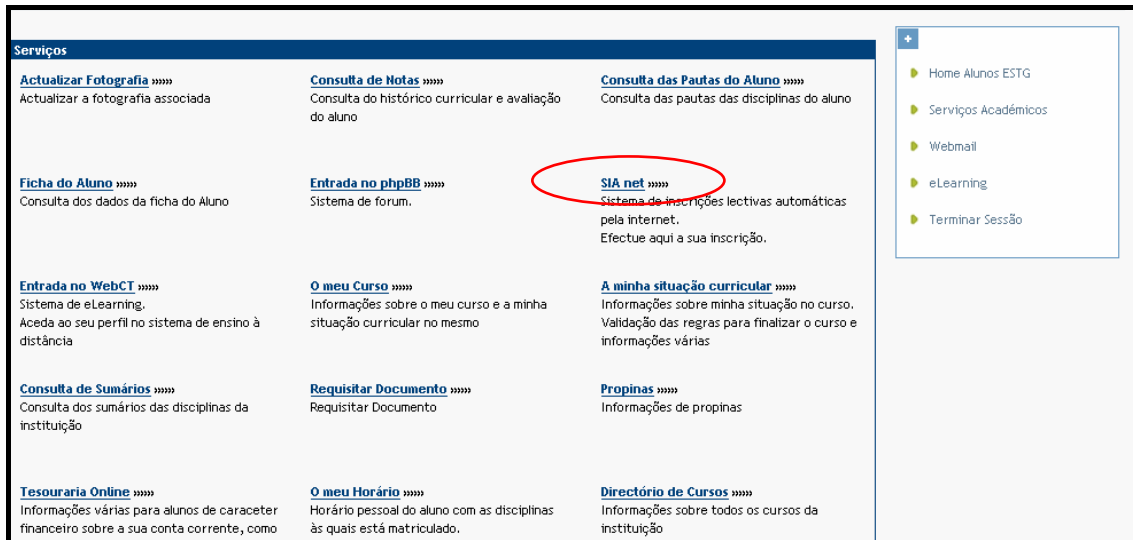 Serviços
Actualizar Fotografia »»»
Actualizar a fotografia associada
Consulta de Notas »»»
Consulta do histórico curricular e avaliação
do aluno
Consulta das Pautas do Aluno »»»
Consulta das pautas das disciplinas do aluno
Ficha do Aluno »»»
Consulta dos dados da ficha do Aluno
Entrada no phpBB »»»
Sistema de forum.
SIA net »»»
Sistema de inscrições lectivas automáticas
pela internet.
Efectue aqui a sua inscrição.
Entrada no WebCT »»»
Sistema de eLearning.
Aceda ao seu perfil no sistema de ensino à
distância
O meu Curso »»»
Informações sobre o meu curso e a minha
situação curricular no mesmo
A minha situação curricular »»»
Informações sobre minha situação no curso.
Validação das regras para finalizar o curso e
informações várias
Consulta de Sumários »»»
Consulta dos sumários das disciplinas da
instituição
Requisitar Documento »»»
Requisitar Documento
Propinas »»»
Informações de propinas
Tesouraria Online »»»
Informações várias para alunos de caraceter
financeiro sobre a sua conta corrente, como
O meu Horário »»»
Horário pessoal do aluno com as disciplinas
às quais está matriculado.
Directório de Cursos »»»
Informações sobre todos os cursos da
instituição
+
Home Alunos ESTG
Serviços Académicos
Webmail
eLearning
Terminar Sessão